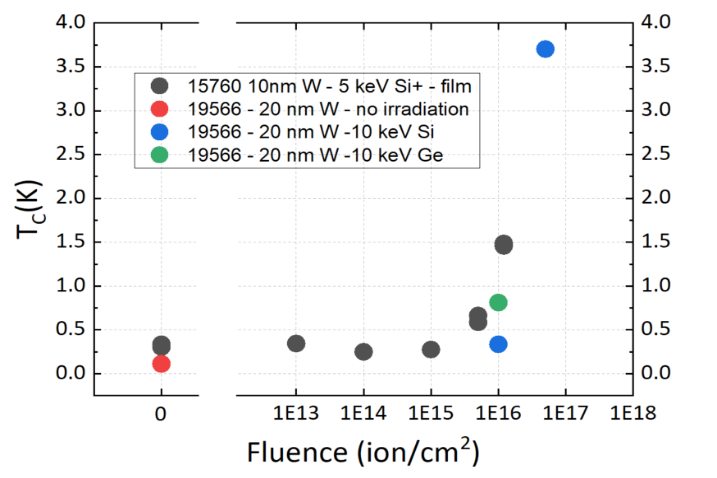 4.0
3.5
3.0
2.5
2.0
1.5
1.0
0.5
0.0
T_C(K)
15760 10nm W - 5 keV Si+ - film
19566 - 20 nm W - no irradiation
19566 - 20 nm W -10 keV Si
19566 - 20 nm W -10 keV Ge
4.0
3.5
3.0
2.5
2.0
1.5
1.0
0.5
0.0
0 1E13 1E14 1E15 1E16 1E17 1E18
Fluence (ion/cm²)